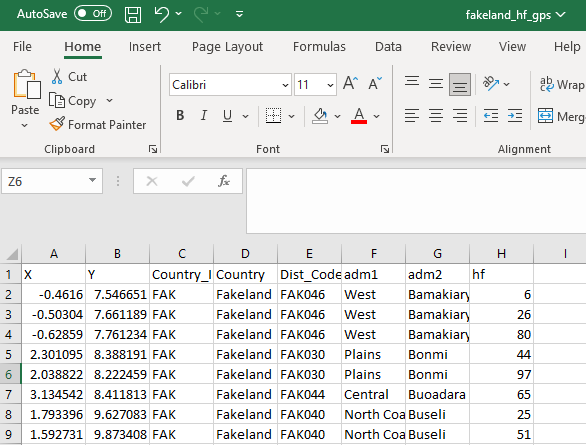 AutoSave Off fakeland_hf_gps
File Home Insert Page Layout Formulas Data Review View Help
Paste Cut Copy Format Painter
Calibri 11 A A Wrap
B I U A Merg
Clipboard Font Alignment
Z6 fx
A B C D E F G H I
1 X Y Country_I Country Dist_Code adm1 adm2 hf
2 -0.4616 7.546651 FAK Fakeland FAK046 West Bamakiary 6
3 -0.50304 7.661189 FAK Fakeland FAK046 West Bamakiary 26
4 -0.62859 7.761234 FAK Fakeland FAK046 West Bamakiary 80
5 2.301095 8.388191 FAK Fakeland FAK030 Plains Bonmi 44
6 2.038822 8.222459 FAK Fakeland FAK030 Plains Bonmi 97
7 3.134542 8.411813 FAK Fakeland FAK044 Central Buoadara 65
8 1.793396 9.627083 FAK Fakeland FAK040 North Coa Buseli 25
9 1.592731 9.873408 FAK Fakeland FAK040 North Coa Buseli 51